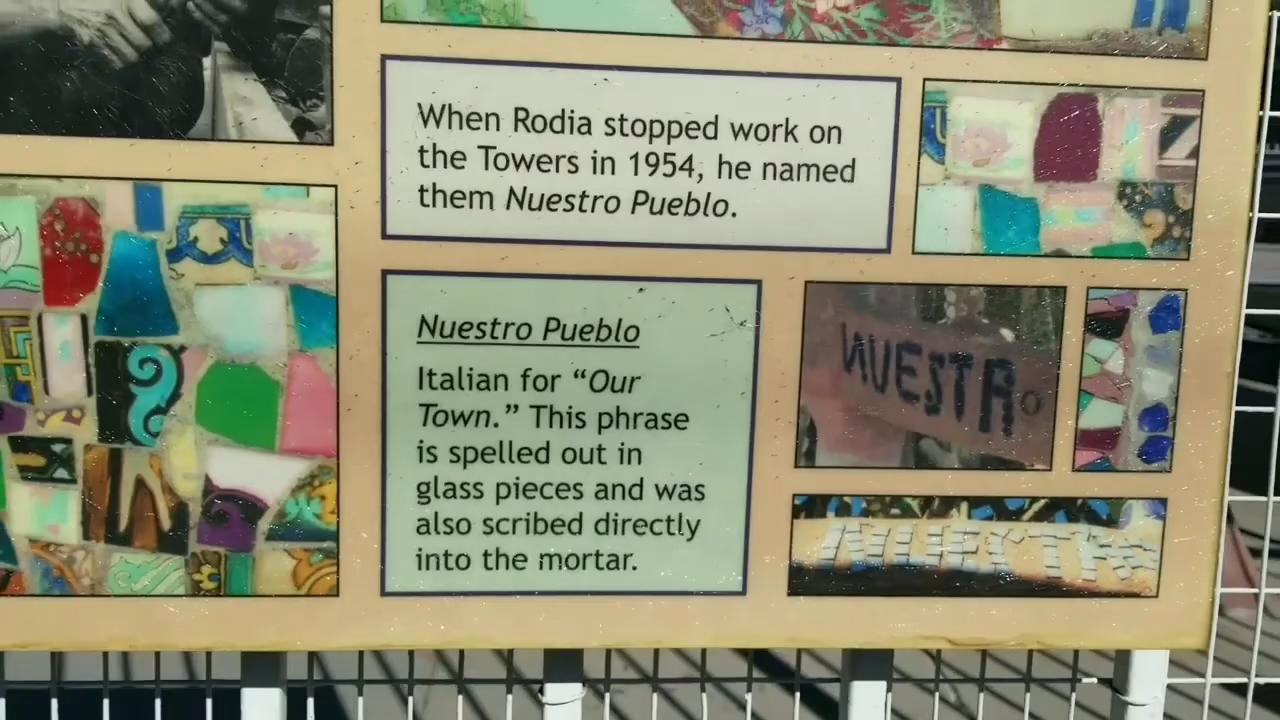 When Rodia stopped work on
the Towers in 1954, he named
them Nuestro Pueblo.
Nuestro Pueblo
Italian for “Our
Town.” This phrase
is spelled out in
glass pieces and was
also scribed directly
into the mortar.
NUESTRO